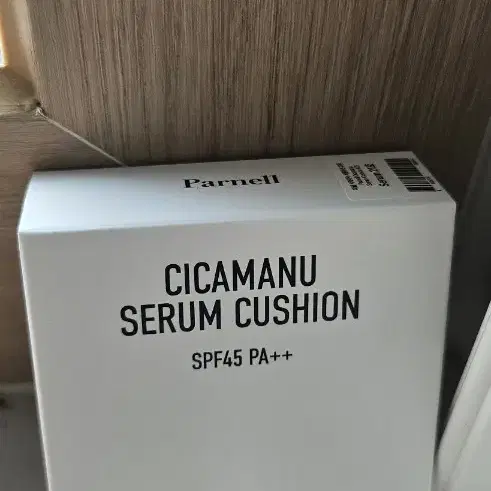 Parnell
CICAMANU
SERUM CUSHION
SPF45 PA++